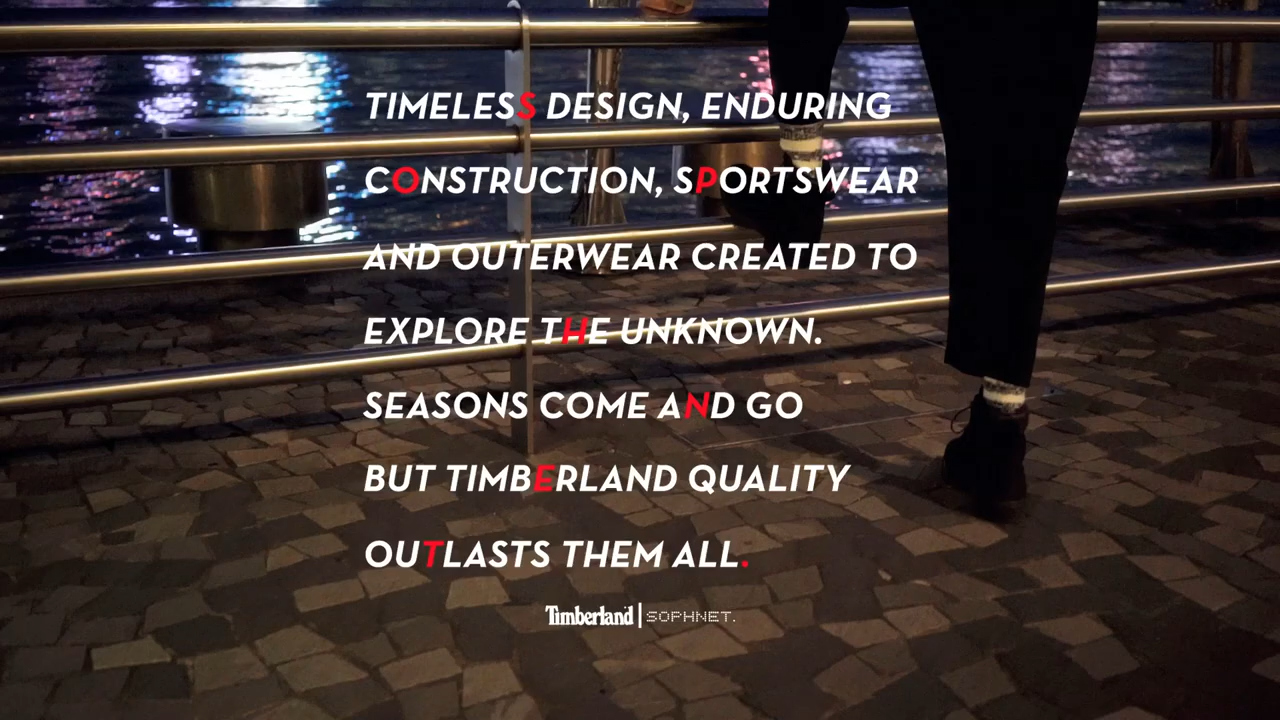 TIMELESS DESIGN, ENDURING
CONSTRUCTION, SPORTSWEAR
AND OUTERWEAR CREATED TO
EXPLORE THE UNKNOWN.
SEASONS COME AND GO
BUT TIMBERLAND QUALITY
OUTLASTS THEM ALL.
Timberland | SOPHNET.